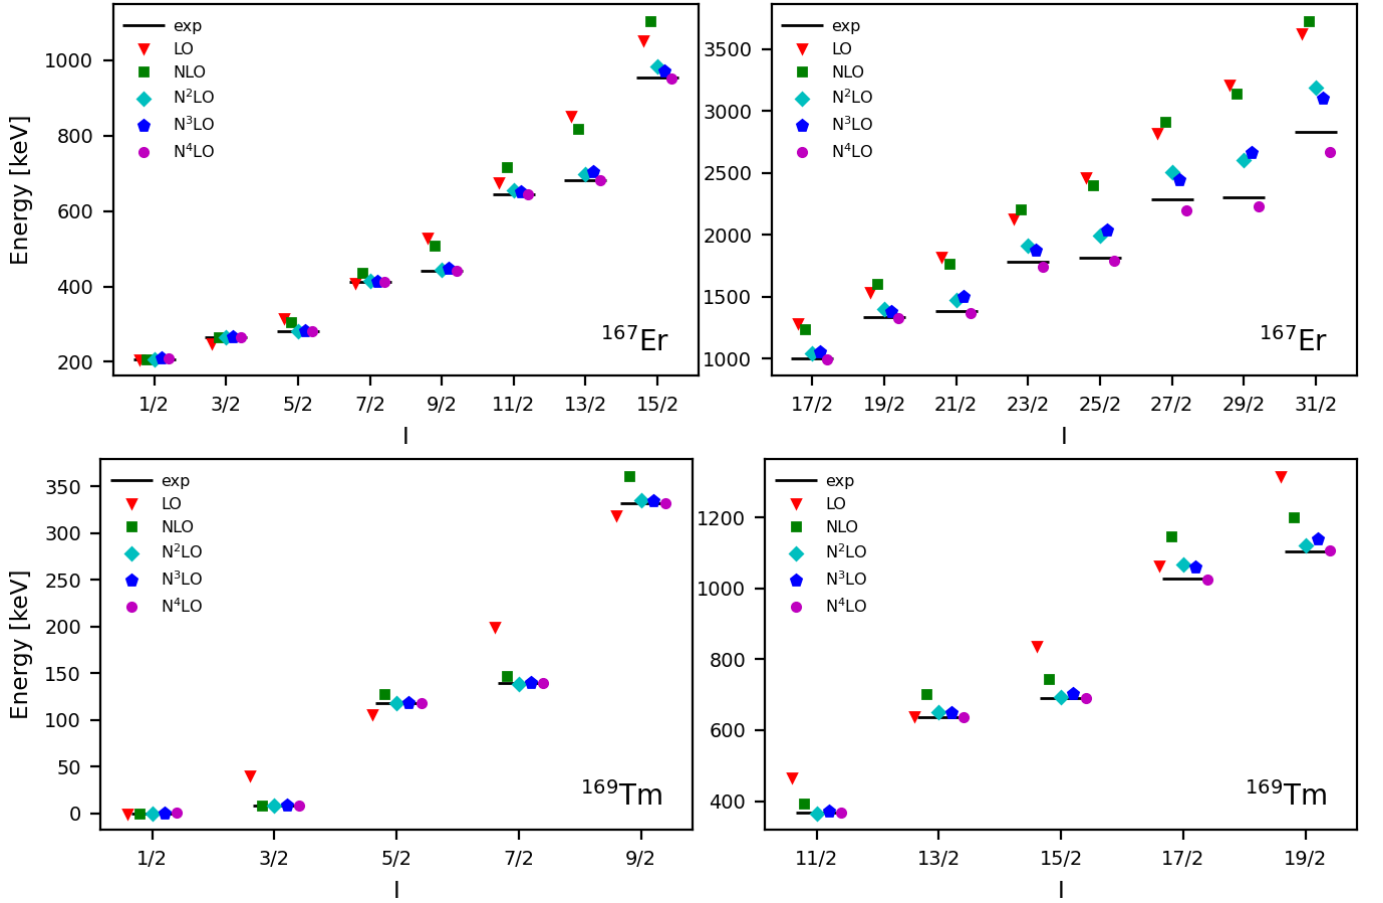 exp
LO
NLO
N²LO
N³LO
N⁴LO
Energy [keV]
1000
800
600
400
200
¹⁶⁷Er
1/2 3/2 5/2 7/2 9/2 11/2 13/2 15/2
I
exp
LO
NLO
N²LO
N³LO
N⁴LO
3500
3000
2500
2000
1500
1000
¹⁶⁷Er
17/2 19/2 21/2 23/2 25/2 27/2 29/2 31/2
I
exp
LO
NLO
N²LO
N³LO
N⁴LO
Energy [keV]
350
300
250
200
150
100
50
0
¹⁶⁹Tm
1/2 3/2 5/2 7/2 9/2
I
exp
LO
NLO
N²LO
N³LO
N⁴LO
1200
1000
800
600
400
¹⁶⁹Tm
11/2 13/2 15/2 17/2 19/2
I